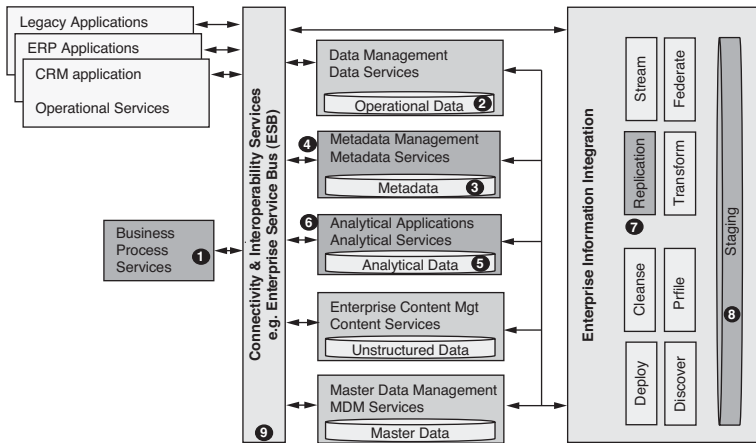 Legacy Applications
ERP Applications
CRM application
Operational Services
Business
Process
Services
1
Connectivity & Interoperability Services
e.g. Enterprise Service Bus (ESB)
9
Data Management
Data Services
Operational Data
2
4
Metadata Management
Metadata Services
Metadata
3
6
Analytical Applications
Analytical Services
Analytical Data
5
Enterprise Content Mgt
Content Services
Unstructured Data
Master Data Management
MDM Services
Master Data
Enterprise Information Integration
Stream
Federate
Replication
Transform
7
Cleanse
Prfile
Deploy
Discover
Staging
8